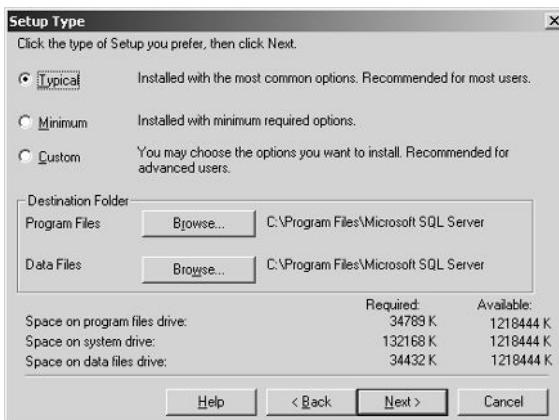 Setup Type
Click the type of Setup you prefer, then click Next.
Typical Installed with the most common options. Recommended for most users.
Minimum Installed with minimum required options.
Custom You may choose the options you want to install. Recommended for
advanced users.
Destination Folder
Program Files Browse... C:\Program Files\Microsoft SQL Server
Data Files Browse... C:\Program Files\Microsoft SQL Server
Required: Available:
Space on program files drive: 34789 K 1218444 K
Space on system drive: 132168 K 1218444 K
Space on data files drive: 34432 K 1218444 K
Help < Back Next > Cancel